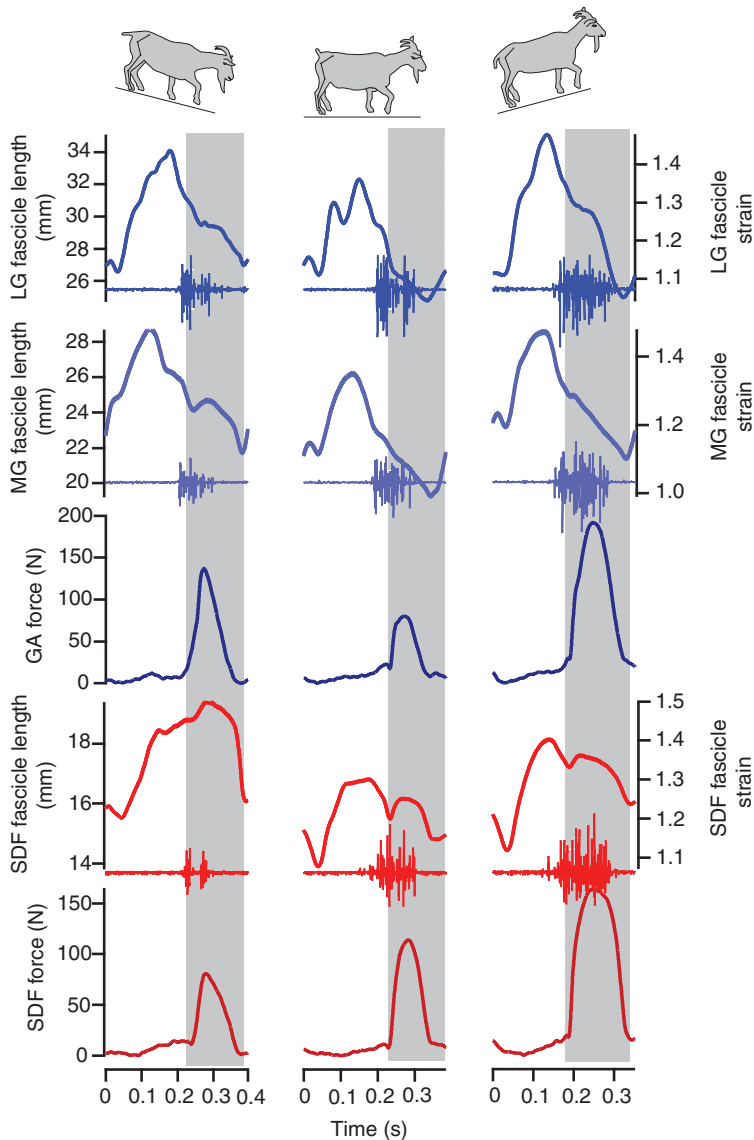 34
32
30
28
26
LG fascicle length
(mm)
1.4
1.3
1.2
1.1
LG fascicle
strain
28
26
24
22
20
MG fascicle length
(mm)
1.4
1.2
1.0
MG fascicle
strain
200
150
100
50
0
GA force (N)
18
16
14
SDF fascicle length
(mm)
1.5
1.4
1.3
1.2
1.1
SDF fascicle
strain
150
100
50
0
SDF force (N)
0 0.1 0.2 0.3 0.4 0 0.1 0.2 0.3 0 0.1 0.2 0.3
Time (s)